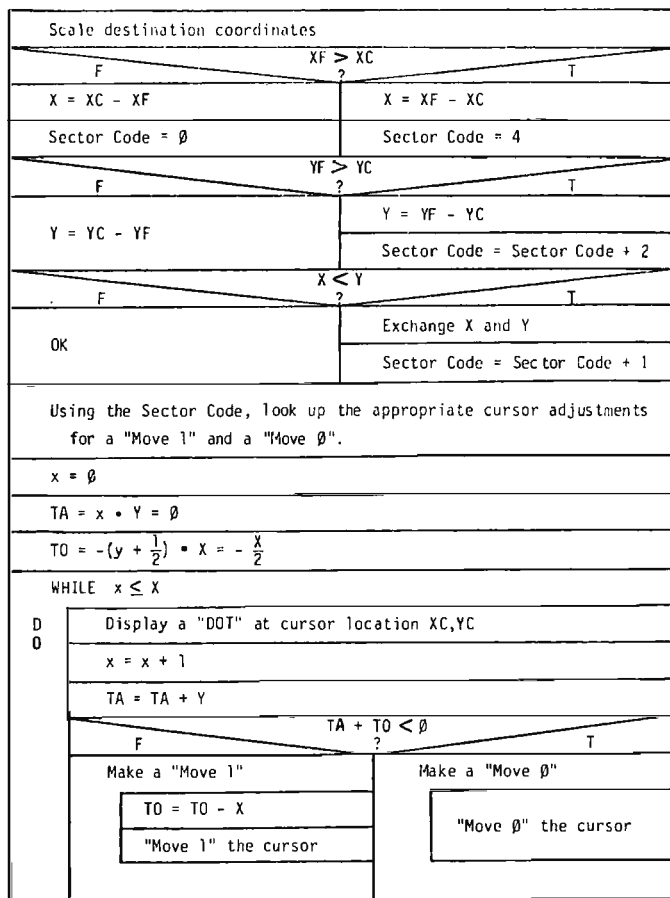 Scale destination coordinates
XF > XC
F ? T
X = XC - XF
X = XF - XC
Sector Code = Ø
Sector Code = 4
YF > YC
F ? T
Y = YC - YF
Y = YF - YC
Sector Code = Sector Code + 2
X < Y
F ? T
OK
Exchange X and Y
Sector Code = Sector Code + 1
Using the Sector Code, look up the appropriate cursor adjustments
for a "Move 1" and a "Move Ø".
x = Ø
TA = x • Y = Ø
TO = -(y + 1/2) • X = - X/2
WHILE x ≤ X
DO
Display a "DOT" at cursor location XC,YC
x = x + 1
TA = TA + Y
TA + TO < Ø
F ? T
Make a "Move 1"
Make a "Move Ø"
TO = TO - X
"Move 1" the cursor
"Move Ø" the cursor